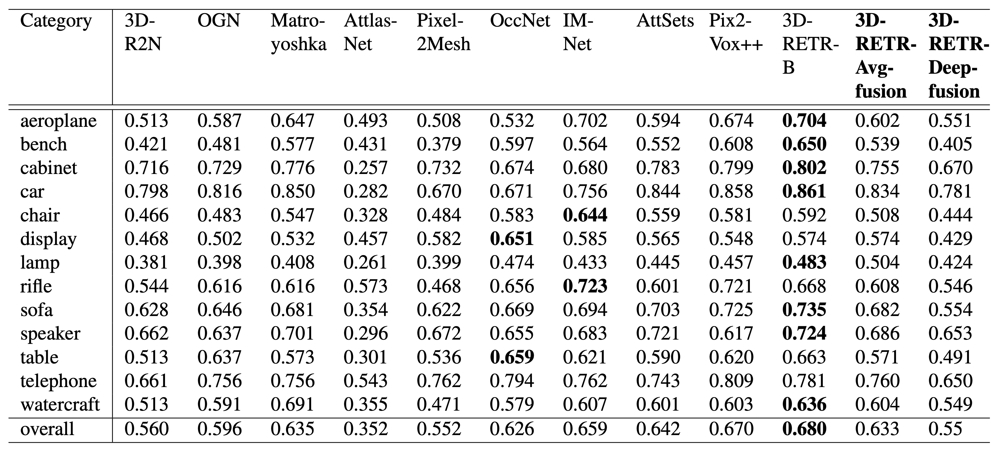 Category 3D- OGN Matro- Attlas- Pixel- OccNet IM- AttSets Pix2- 3D- 3D- 3D-
R2N yoshka Net 2Mesh Net Vox++ RETR- RETR- RETR-
B Avg- Deep-
fusion fusion
aeroplane 0.513 0.587 0.647 0.493 0.508 0.532 0.702 0.594 0.674 0.704 0.602 0.551
bench 0.421 0.481 0.577 0.431 0.379 0.597 0.564 0.552 0.608 0.650 0.539 0.405
cabinet 0.716 0.729 0.776 0.257 0.732 0.674 0.680 0.783 0.799 0.802 0.755 0.670
car 0.798 0.816 0.850 0.282 0.670 0.671 0.756 0.844 0.858 0.861 0.834 0.781
chair 0.466 0.483 0.547 0.328 0.484 0.583 0.644 0.559 0.581 0.592 0.508 0.444
display 0.468 0.502 0.532 0.457 0.582 0.651 0.585 0.565 0.548 0.574 0.574 0.429
lamp 0.381 0.398 0.408 0.261 0.399 0.474 0.433 0.445 0.457 0.483 0.504 0.424
rifle 0.544 0.616 0.616 0.573 0.468 0.656 0.723 0.601 0.721 0.668 0.608 0.546
sofa 0.628 0.646 0.681 0.354 0.622 0.669 0.694 0.703 0.725 0.735 0.682 0.554
speaker 0.662 0.637 0.701 0.296 0.672 0.655 0.683 0.721 0.617 0.724 0.686 0.653
table 0.513 0.637 0.573 0.301 0.536 0.659 0.621 0.590 0.620 0.663 0.571 0.491
telephone 0.661 0.756 0.756 0.543 0.762 0.794 0.762 0.743 0.809 0.781 0.760 0.650
watercraft 0.513 0.591 0.691 0.355 0.471 0.579 0.607 0.601 0.603 0.636 0.604 0.549
overall 0.560 0.596 0.635 0.352 0.552 0.626 0.659 0.642 0.670 0.680 0.633 0.55